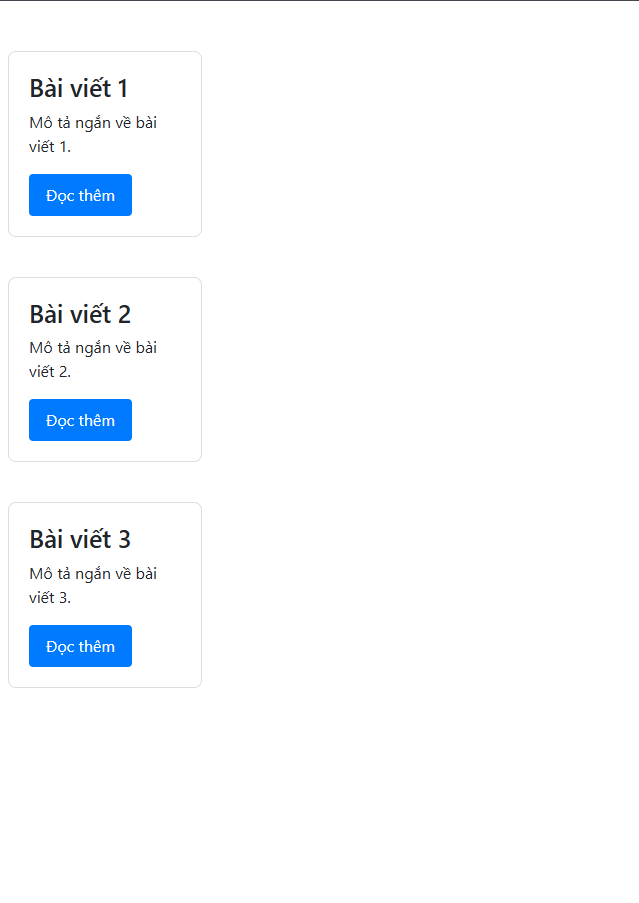 Bài viết 1
Mô tả ngắn về bài
viết 1.
Đọc thêm
Bài viết 2
Mô tả ngắn về bài
viết 2.
Đọc thêm
Bài viết 3
Mô tả ngắn về bài
viết 3.
Đọc thêm